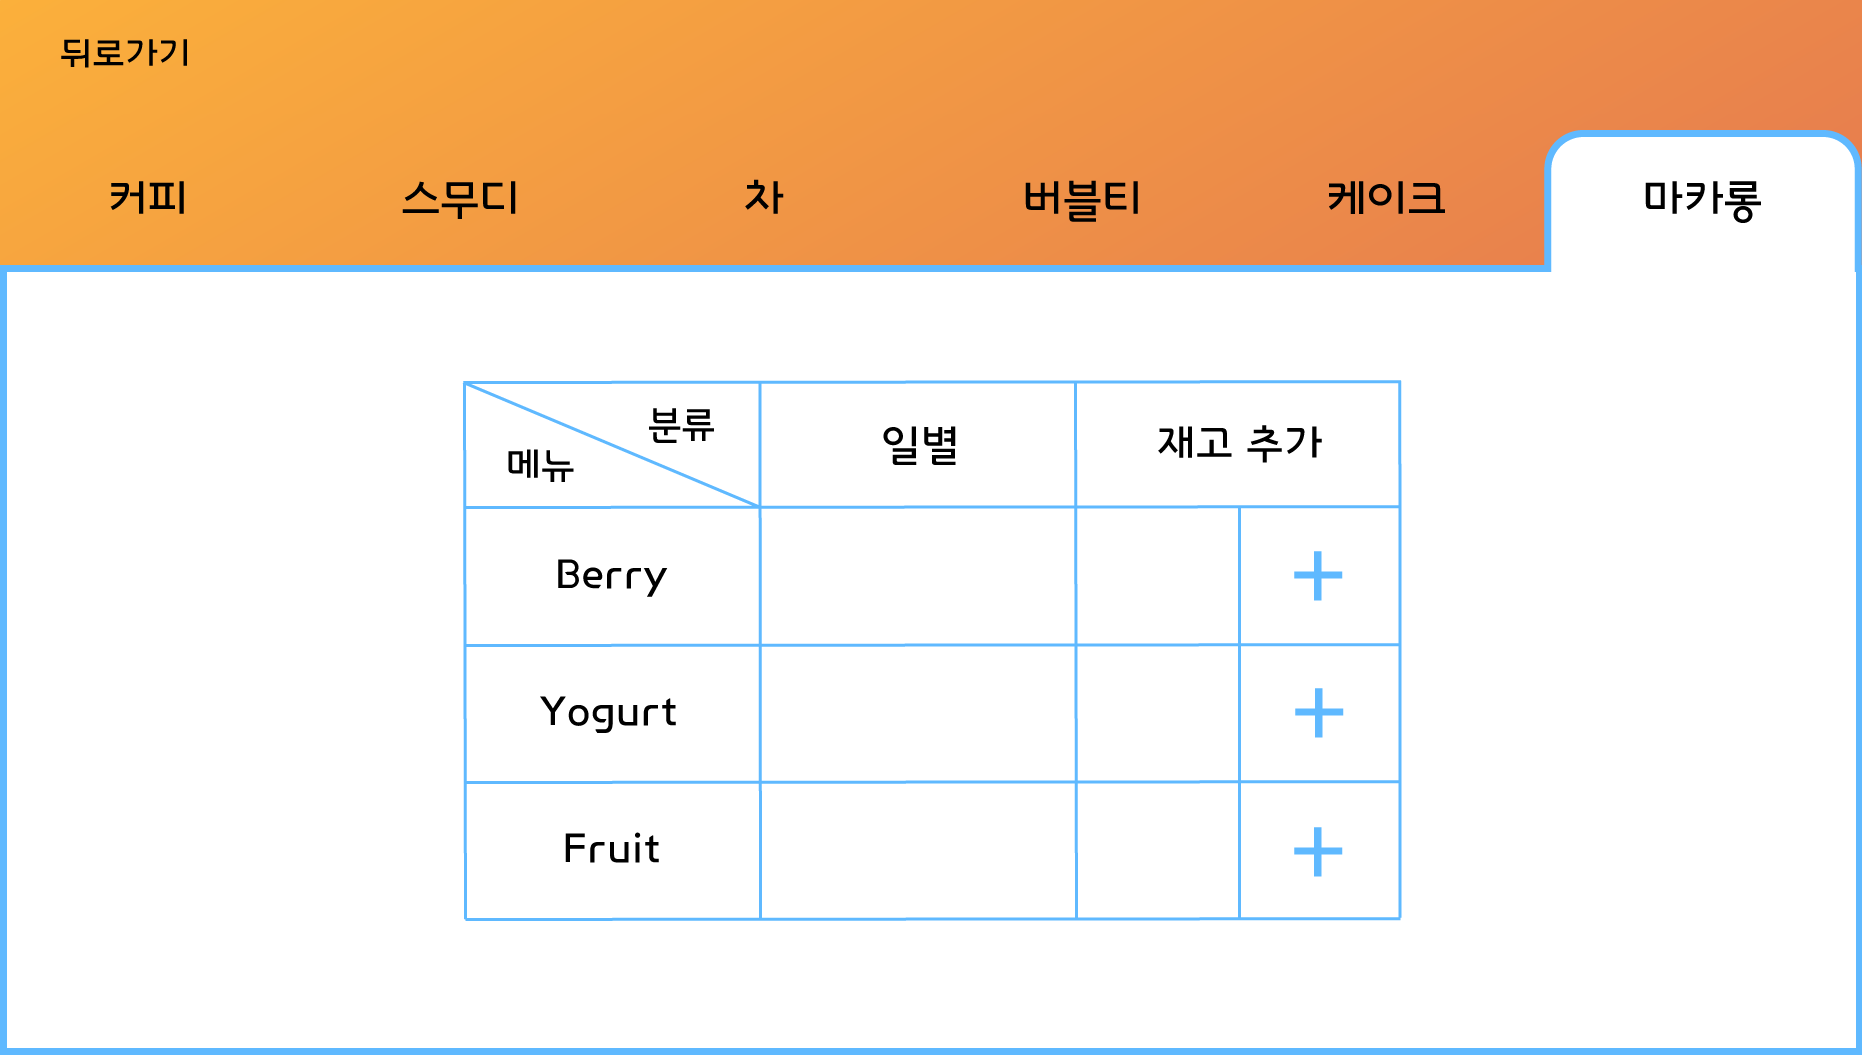 뒤로가기
커피 스무디 차 버블티 케이크 마카롱
분류
메뉴
일별 재고 추가
Berry +
Yogurt +
Fruit +